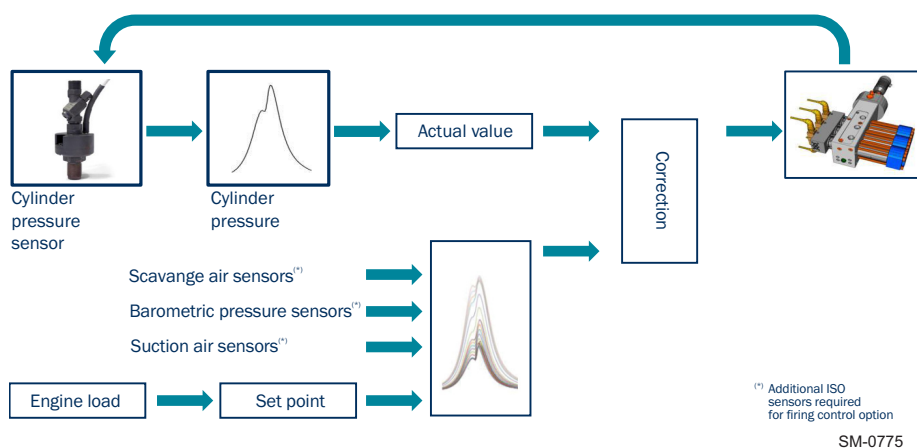 Actual value
Correction
Cylinder
pressure
sensor
Cylinder
pressure
Scavange air sensors(*)
Barometric pressure sensors(*)
Suction air sensors(*)
Engine load
Set point
(*) Additional ISO
sensors required
for firing control option
SM-0775